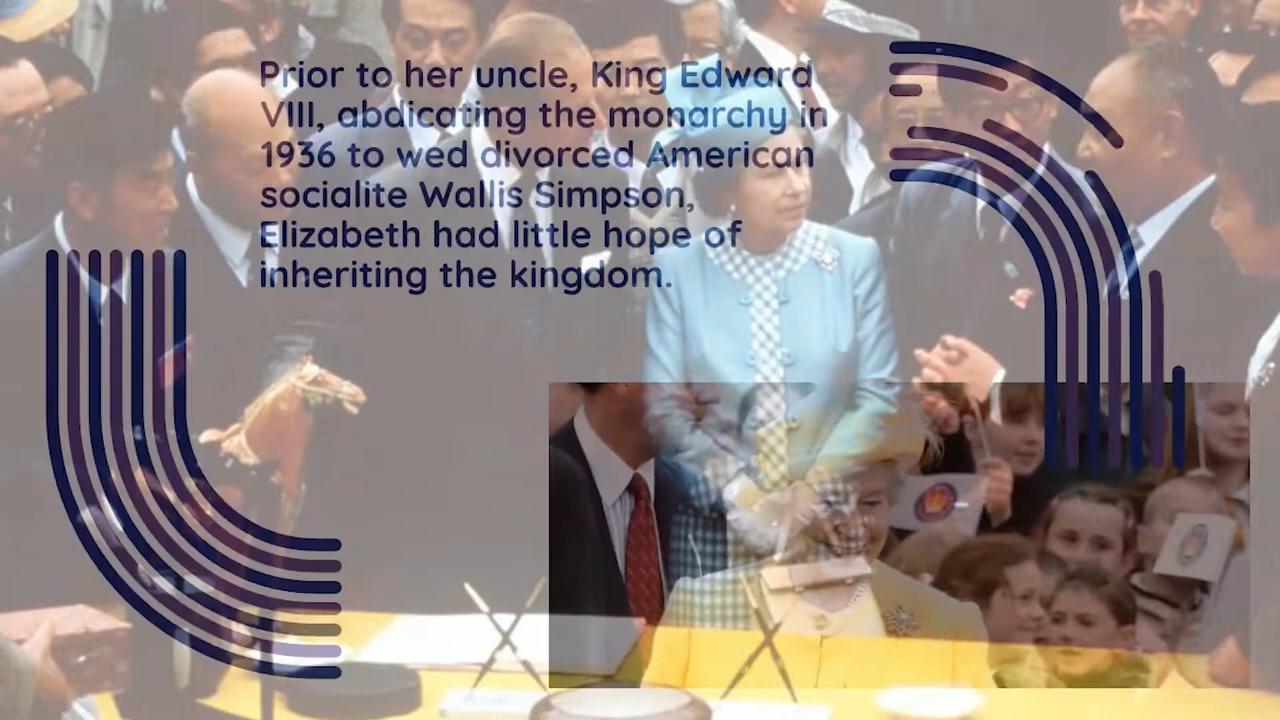 Prior to her uncle, King Edward
VIII, abdicating the monarchy in
1936 to wed divorced American
socialite Wallis Simpson,
Elizabeth had little hope of
inheriting the kingdom.